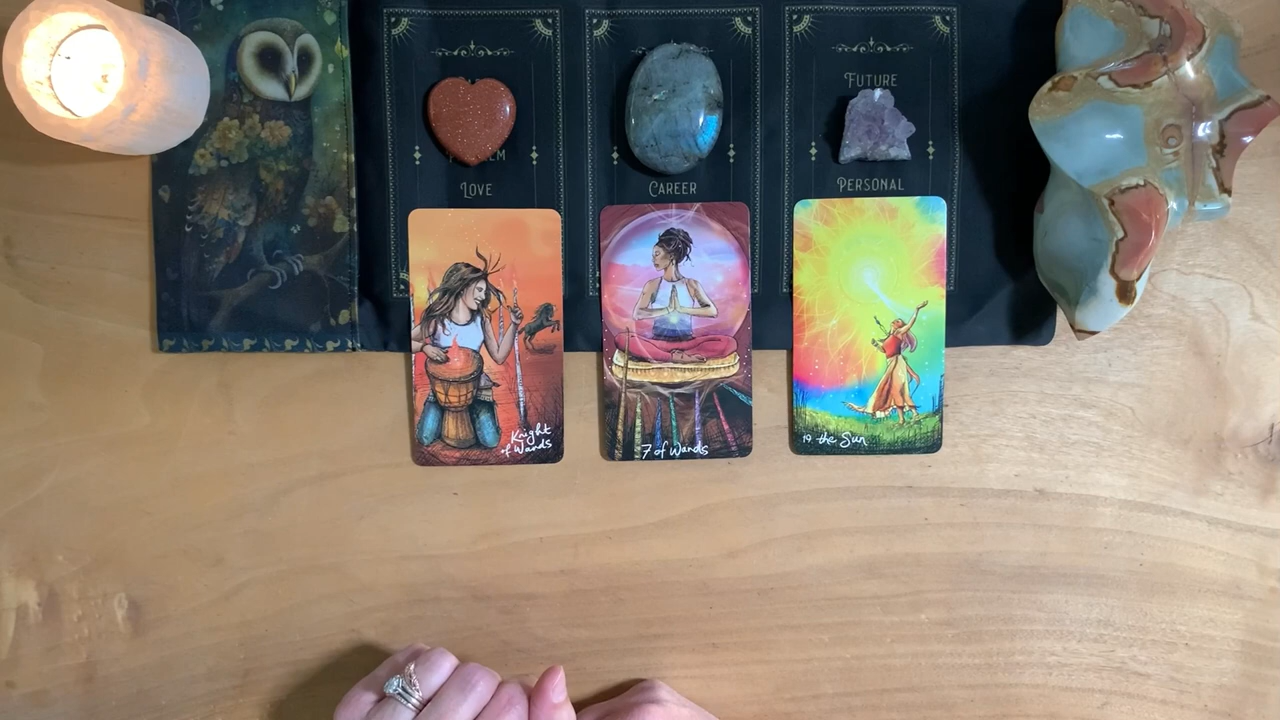 FUTURE
LOVE
CAREER
PERSONAL
Knight
of Wands
7 of Wands
19. the Sun